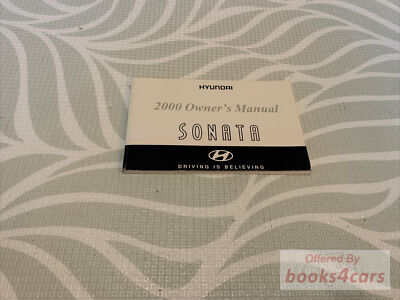 HYUNDAI
2000 Owner's Manual
SONATA
DRIVING IS BELIEVING
Offered By
books4cars